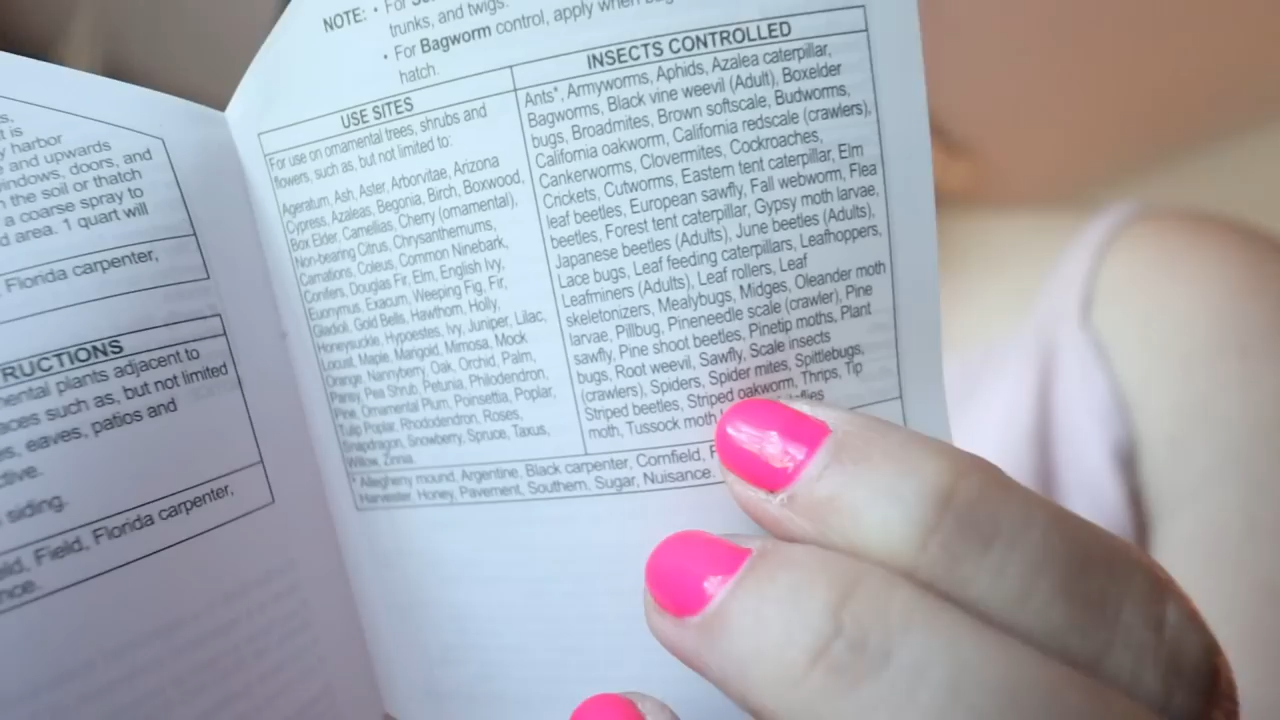 s,
t is
y harbor
and upwards
indows, doors, and
n the soil or thatch
a coarse spray to
d area. 1 quart will
Florida carpenter,
RUCTIONS
mental plants adjacent to
aces such as, but not limited
s, eaves, patios and
ctive.
siding.
eld, Field, Florida carpenter,
nce.
NOTE: • For
trunks, and twigs.
• For Bagworm control, apply when
hatch.
USE SITES
For use on ornamental trees, shrubs and
flowers, such as, but not limited to:
Ageratum, Ash, Aster, Arborvitae, Arizona
Cypress, Azaleas, Begonia, Birch, Boxwood,
Box Elder, Camellias, Cherry (ornamental),
Non-bearing Citrus, Chrysanthemums,
Carnations, Coleus, Common Ninebark,
Conifers, Douglas Fir, Elm, English Ivy,
Euonymus, Exacum, Weeping Fig, Fir,
Gladioli, Gold Bells, Hawthorn, Holly,
Honeysuckle, Hypoestes, Ivy, Juniper, Lilac,
Locust, Maple, Marigold, Mimosa, Mock
Orange, Nannyberry, Oak, Orchid, Palm,
Pansy, Pea Shrub, Petunia, Philodendron,
Pine, Ornamental Plum, Poinsettia, Poplar,
Tulip Poplar, Rhododendron, Roses,
Snapdragon, Snowberry, Spruce, Taxus,
Willow, Zinnia.
INSECTS CONTROLLED
Ants*, Armyworms, Aphids, Azalea caterpillar,
Bagworms, Black vine weevil (Adult), Boxelder
bugs, Broadmites, Brown softscale, Budworms,
California oakworm, California redscale (crawlers),
Cankerworms, Clovermites, Cockroaches,
Crickets, Cutworms, Eastern tent caterpillar, Elm
leaf beetles, European sawfly, Fall webworm, Flea
beetles, Forest tent caterpillar, Gypsy moth larvae,
Japanese beetles (Adults), June beetles (Adults),
Lace bugs, Leaf feeding caterpillars, Leafhoppers,
Leafminers (Adults), Leaf rollers, Leaf
skeletonizers, Mealybugs, Midges, Oleander moth
larvae, Pillbug, Pineneedle scale (crawler), Pine
sawfly, Pine shoot beetles, Pinetip moths, Plant
bugs, Root weevil, Sawfly, Scale insects
(crawlers), Spiders, Spider mites, Spittlebugs,
Striped beetles, Striped oakworm, Thrips, Tip
moth, Tussock moth
* Allegheny mound, Argentine, Black carpenter, Cornfield, F
Harvester, Honey, Pavement, Southern, Sugar, Nuisance.